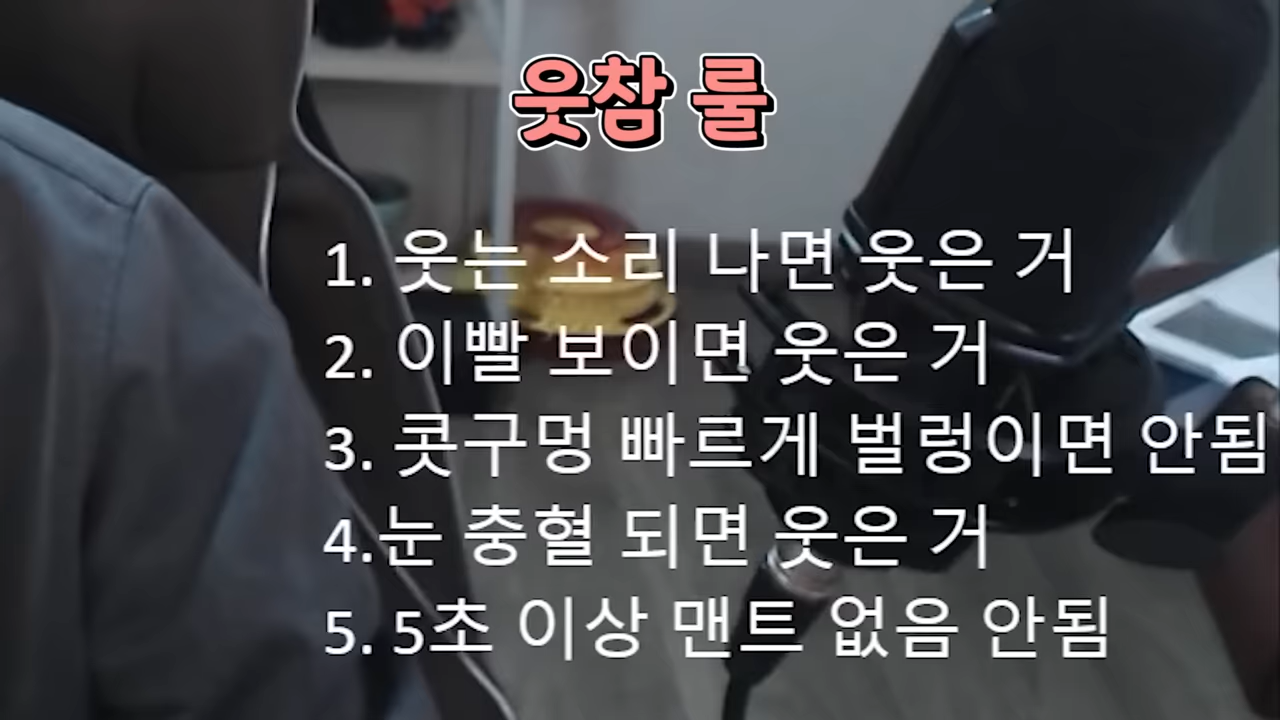 웃참 룰
1. 웃는 소리 나면 웃은 거
2. 이빨 보이면 웃은 거
3. 콧구멍 빠르게 벌렁이면 안됨
4.눈 충혈 되면 웃은 거
5. 5초 이상 맨트 없음 안됨